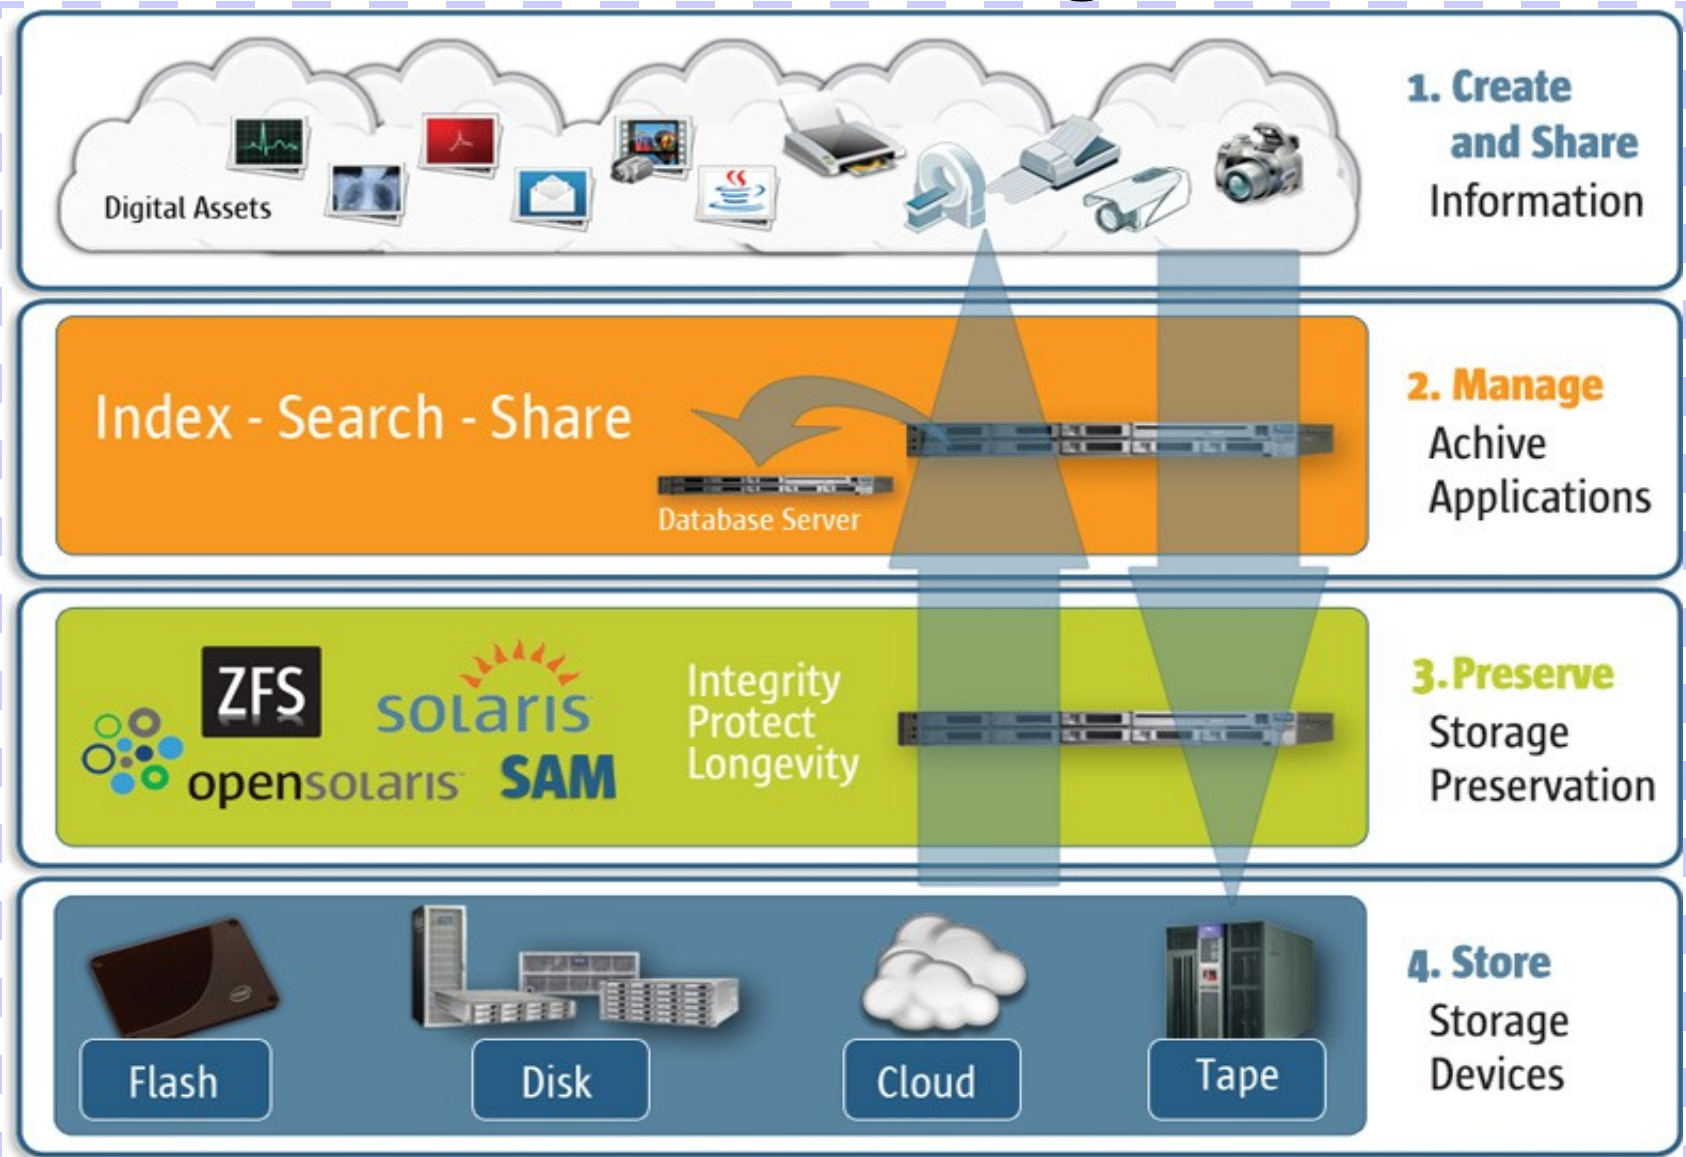 Digital Assets
1. Create
and Share
Information
Index - Search - Share
Database Server
2. Manage
Achive
Applications
ZFS
solaris
opensolaris
SAM
Integrity
Protect
Longevity
3. Preserve
Storage
Preservation
Flash
Disk
Cloud
Tape
4. Store
Storage
Devices